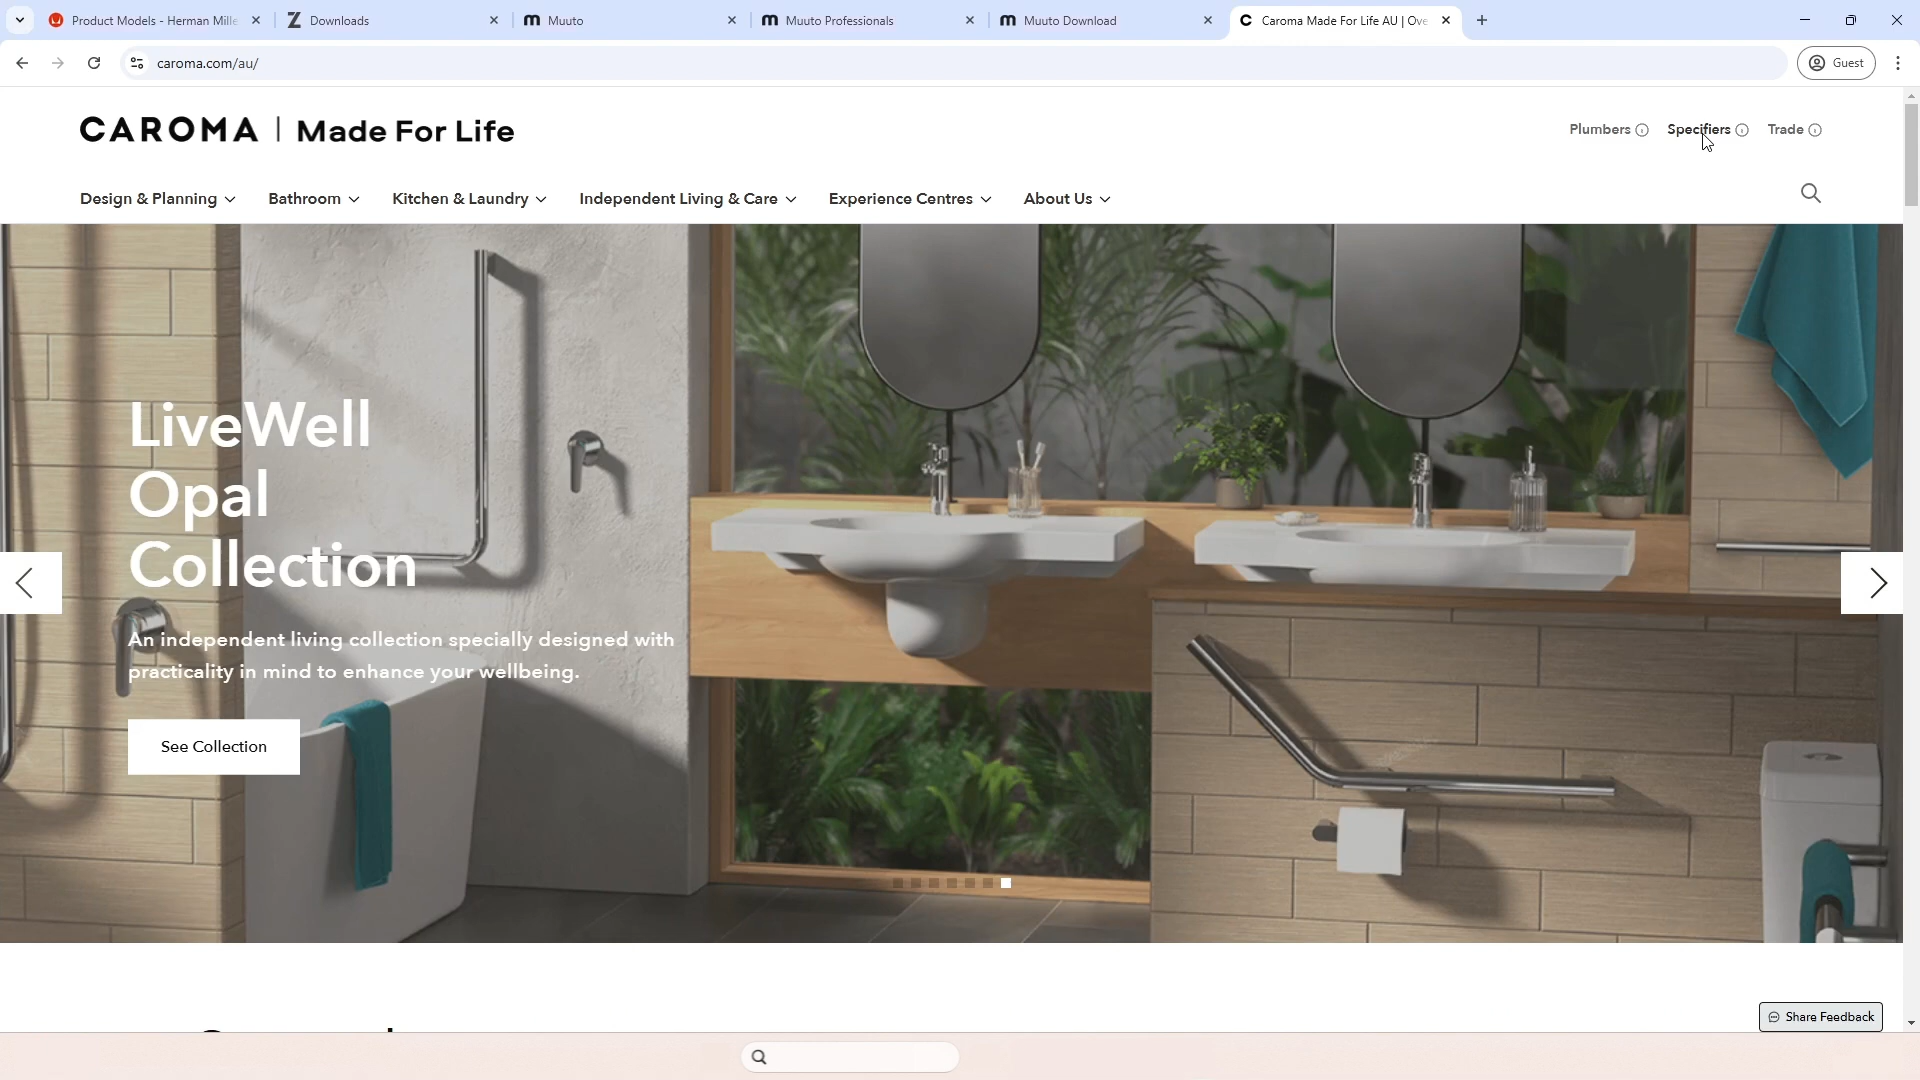 Product Models - Herman Mille
Downloads
Muuto
Muuto Professionals
Muuto Download
Caroma Made For Life AU | Ove
caroma.com/au/
Guest
CAROMA | Made For Life
Plumbers
Specifiers
Trade
Design & Planning
Bathroom
Kitchen & Laundry
Independent Living & Care
Experience Centres
About Us
LiveWell
Opal
Collection
An independent living collection specially designed with
practicality in mind to enhance your wellbeing.
See Collection
Share Feedback